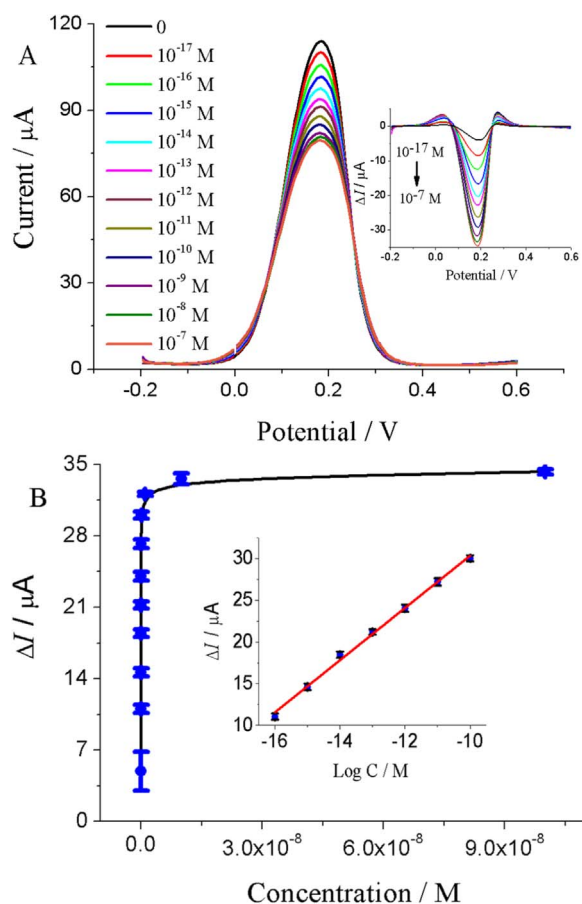 A
Current / μA
120
90
60
30
0
0
10⁻¹⁷ M
10⁻¹⁶ M
10⁻¹⁵ M
10⁻¹⁴ M
10⁻¹³ M
10⁻¹² M
10⁻¹¹ M
10⁻¹⁰ M
10⁻⁹ M
10⁻⁸ M
10⁻⁷ M
ΔI / μA
0
-10
-20
-30
10⁻¹⁷ M
10⁻⁷ M
-0.2 0.0 0.2 0.4 0.6
Potential / V
-0.2 0.0 0.2 0.4 0.6
Potential / V
B
ΔI / μA
35
28
21
14
7
0
ΔI / μA
30
25
20
15
10
-16 -14 -12 -10
Log C / M
0.0 3.0x10⁻⁸ 6.0x10⁻⁸ 9.0x10⁻⁸
Concentration / M